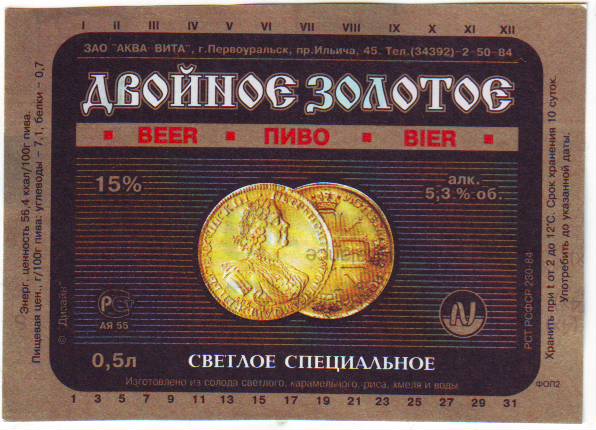 I II III IV V VI VII VIII IX X XI XII
ЗАО "АКВА ВИТА", г.Первоуральск, пр.Ильича, 45. Тел.(34392)-2-50-84
ДВОЙНОЕ ЗОЛОТОЕ
BEER ПИВО BIER
15%
алк.
5,3 % об.
РСТ
АЯ 55
AV
0,5л
СВЕТЛОЕ СПЕЦИАЛЬНОЕ
Изготовлено из солода светлого, карамельного, риса, хмеля и воды
1 3 5 7 9 11 13 15 17 19 21 23 25 27 29 31
Энерг. ценность 56,4 ккал/100г пива.
Пищевая цен., г/100г пива: углеводы – 7,1, белки – 0,7
© "Дизайн"
РСТ РСФСР 230-84
Хранить при t от 2 до 12°С. Срок хранения 10 суток.
Употребить до указанной даты.
ФОП2